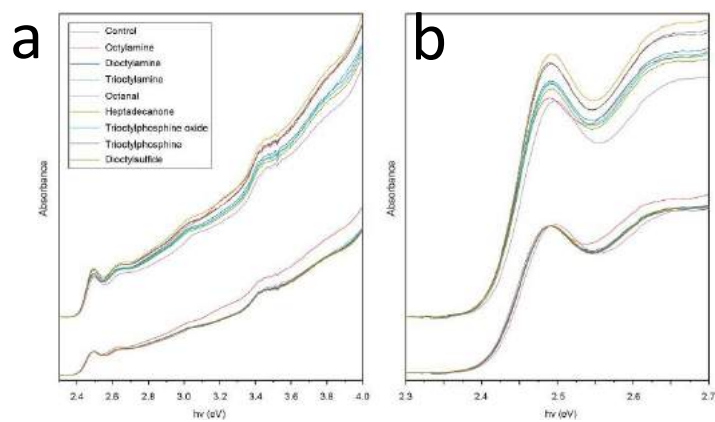 a
Control
Octylamine
Dioctylamine
Trioctylamine
Octanal
Heptadecanone
Trioctylphosphine oxide
Trioctylphosphine
Dioctylsulfide
Absorbance
2.4 2.6 2.8 3.0 3.2 3.4 3.6 3.8 4.0
hv (eV)
b
Absorbance
2.3 2.4 2.5 2.6 2.7
hv (eV)